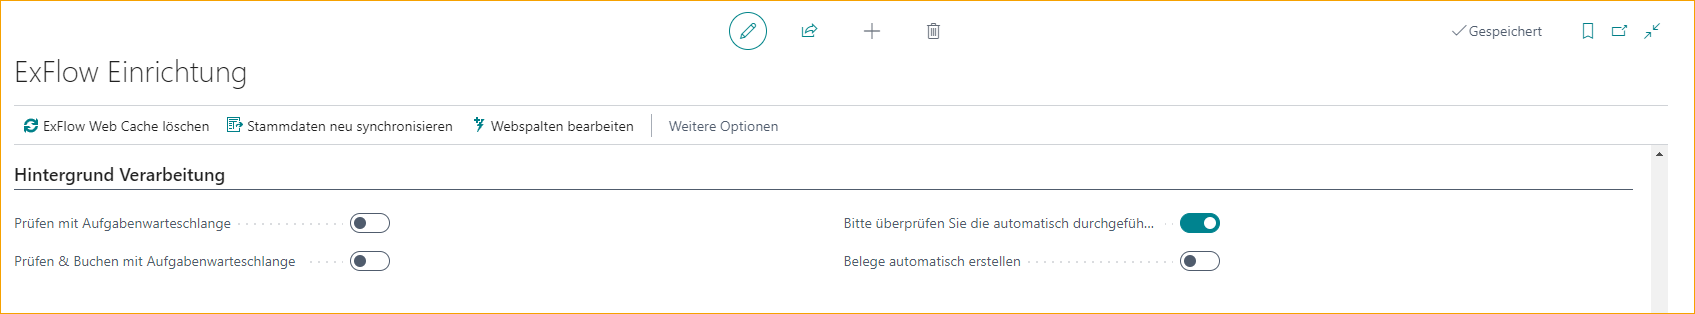 Gespeichert
ExFlow Einrichtung
ExFlow Web Cache löschen Stammdaten neu synchronisieren Webspalten bearbeiten Weitere Optionen
Hintergrund Verarbeitung
Prüfen mit Aufgabenwarteschlange Bitte überprüfen Sie die automatisch durchgefüh...
Prüfen & Buchen mit Aufgabenwarteschlange Belege automatisch erstellen